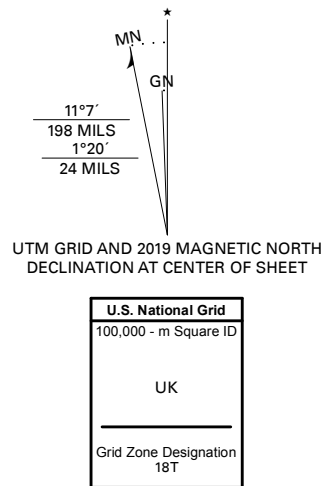 ★
MN
GN
11°7´
198 MILS
1°20´
24 MILS
UTM GRID AND 2019 MAGNETIC NORTH
DECLINATION AT CENTER OF SHEET
U.S. National Grid
100,000 - m Square ID
UK
Grid Zone Designation
18T